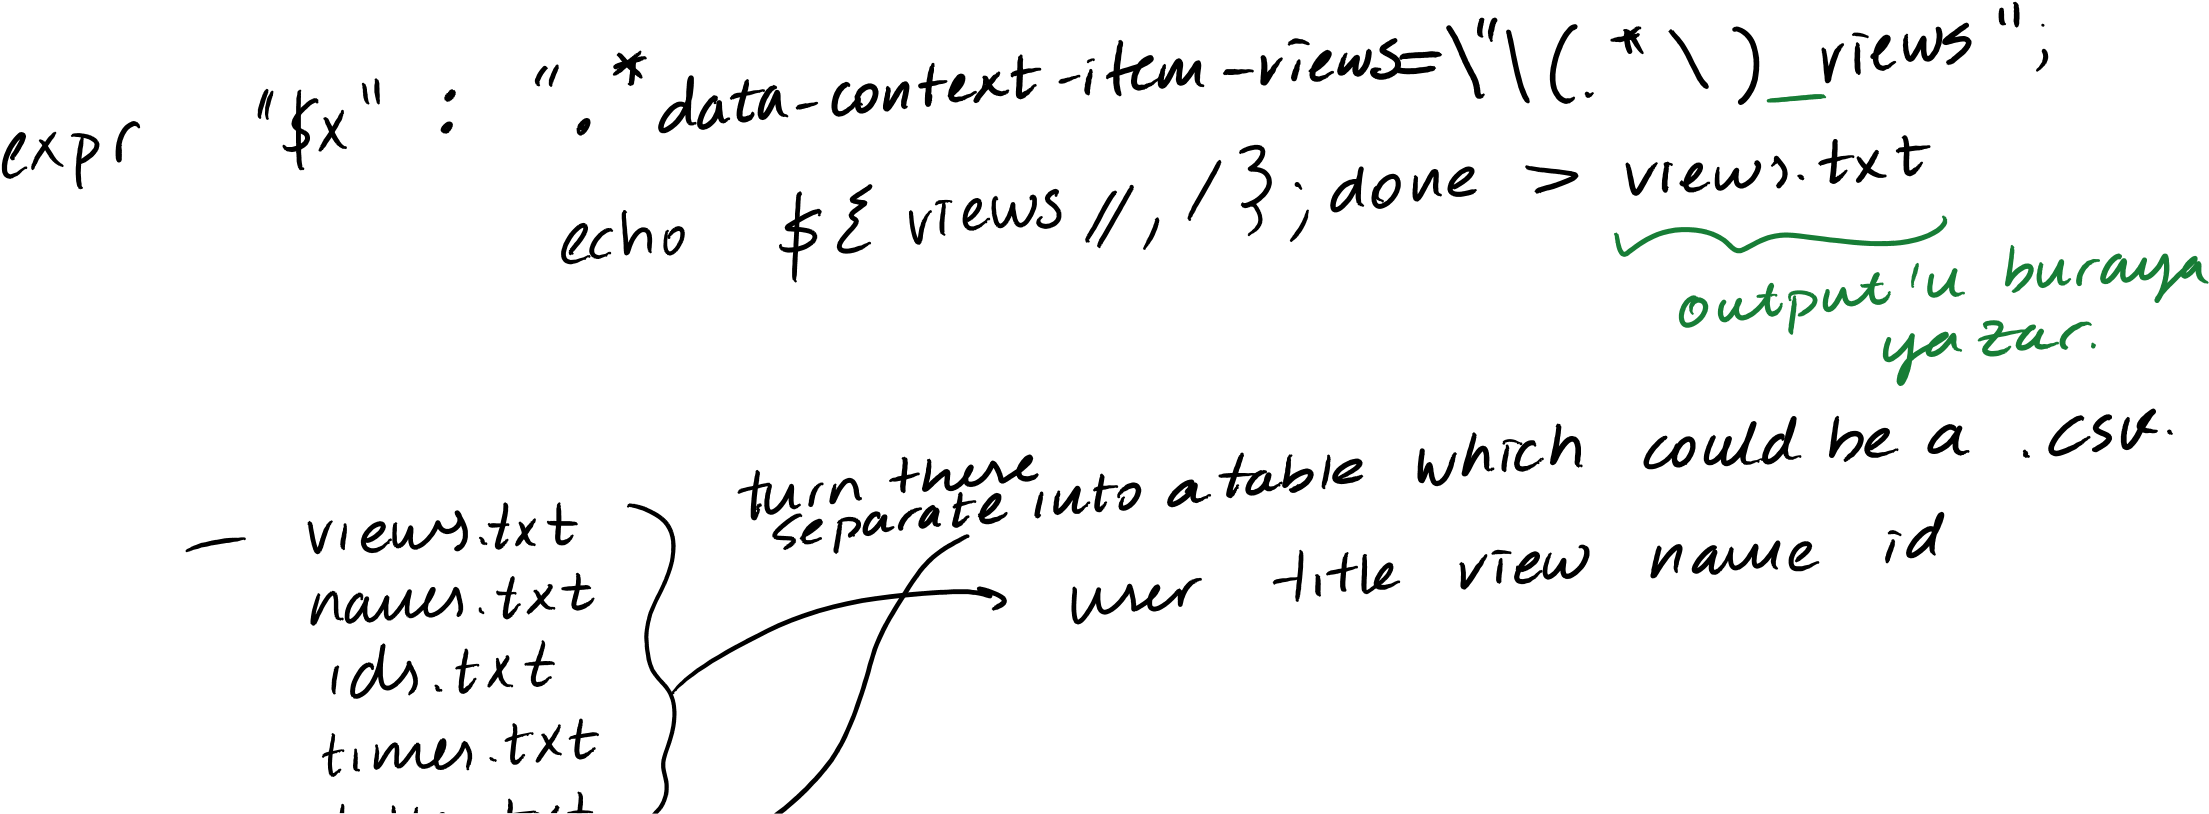 expr "$x" : ".*data-context-item-views=\"\(.*\)_views";
echo ${views//,/}; done > views.txt
output'u buraya
yazar.
turn these
separate into a table which could be a .csv.
— views.txt
names.txt
ids.txt
times.txt
user title view name id